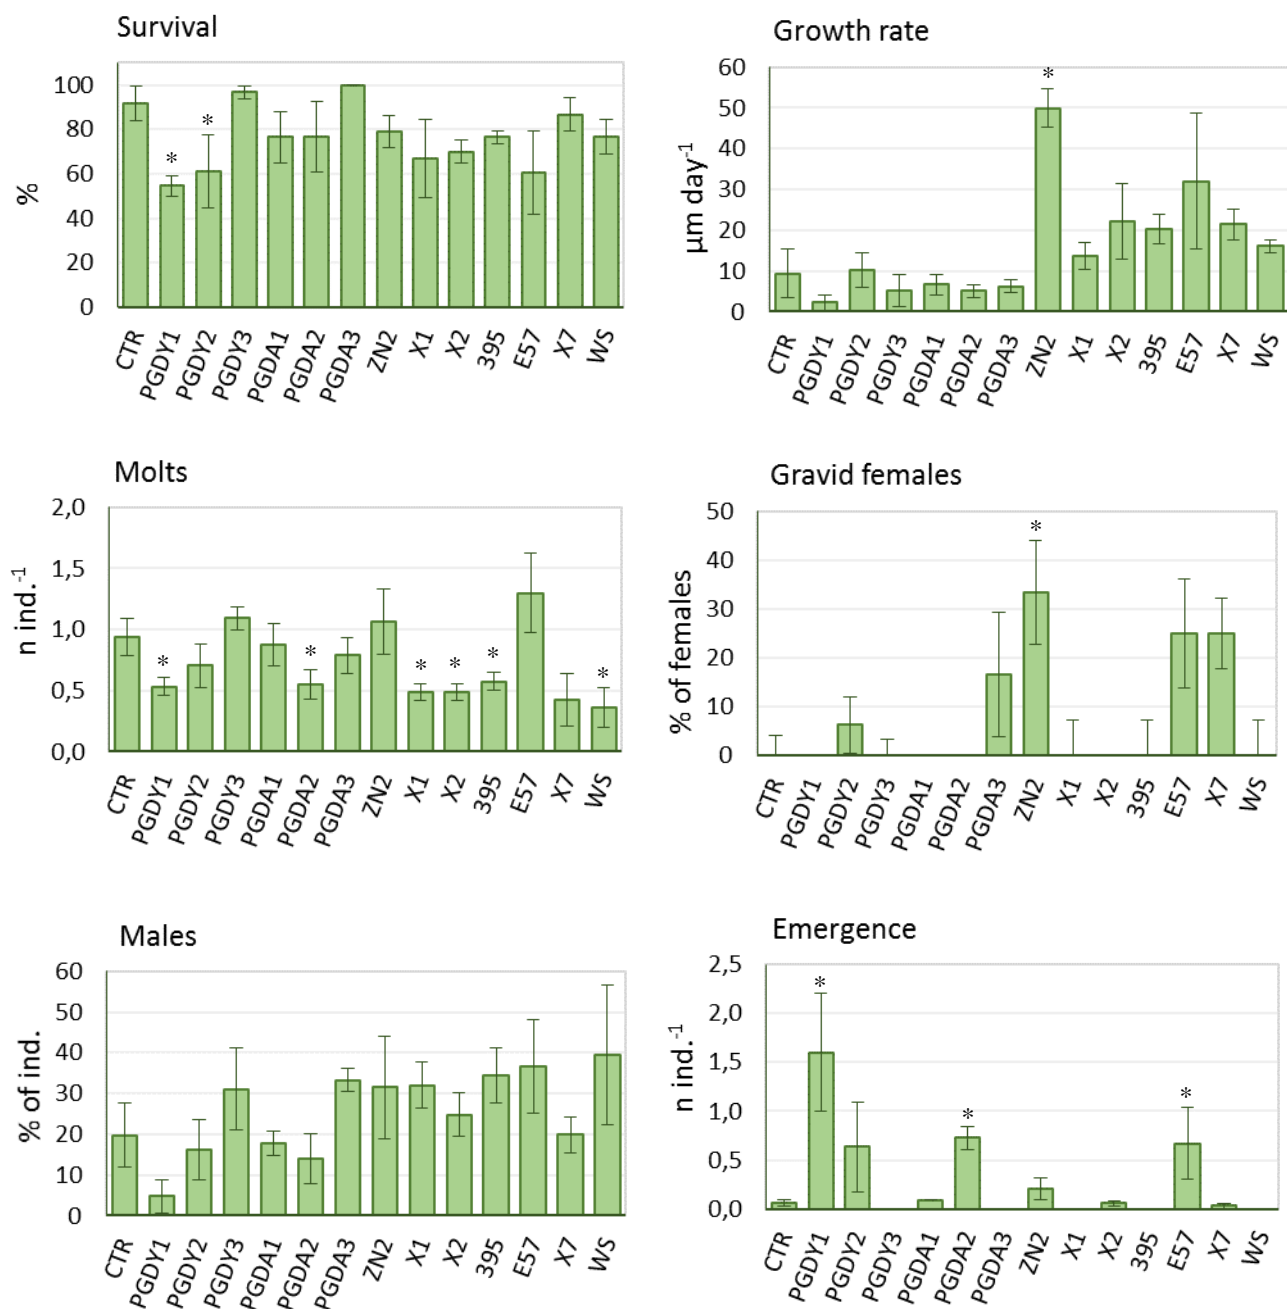 Survival
100
80
60
40
20
0
%
* *
CTR PGDY1 PGDY2 PGDY3 PGDA1 PGDA2 PGDA3 ZN2 X1 X2 395 E57 X7 WS
Growth rate
60
50
40
30
20
10
0
µm day⁻¹
*
CTR PGDY1 PGDY2 PGDY3 PGDA1 PGDA2 PGDA3 ZN2 X1 X2 395 E57 X7 WS
Molts
2,0
1,5
1,0
0,5
0,0
n ind.⁻¹
* * * * * *
CTR PGDY1 PGDY2 PGDY3 PGDA1 PGDA2 PGDA3 ZN2 X1 X2 395 E57 X7 WS
Gravid females
50
40
30
20
10
0
% of females
*
CTR PGDY1 PGDY2 PGDY3 PGDA1 PGDA2 PGDA3 ZN2 X1 X2 395 E57 X7 WS
Males
60
50
40
30
20
10
0
% of ind.
CTR PGDY1 PGDY2 PGDY3 PGDA1 PGDA2 PGDA3 ZN2 X1 X2 395 E57 X7 WS
Emergence
2,5
2,0
1,5
1,0
0,5
0,0
n ind.⁻¹
* * *
CTR PGDY1 PGDY2 PGDY3 PGDA1 PGDA2 PGDA3 ZN2 X1 X2 395 E57 X7 WS